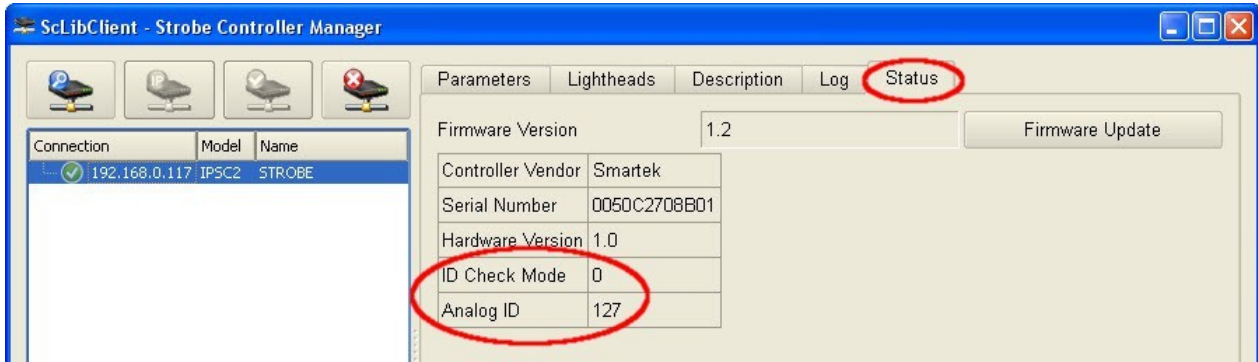 ScLibClient - Strobe Controller Manager
IP
Parameters Lightheads Description Log Status
Firmware Version 1.2 Firmware Update
Connection Model Name
192.168.0.117 IPSC2 STROBE
Controller Vendor Smartek
Serial Number 0050C2708B01
Hardware Version 1.0
ID Check Mode 0
Analog ID 127